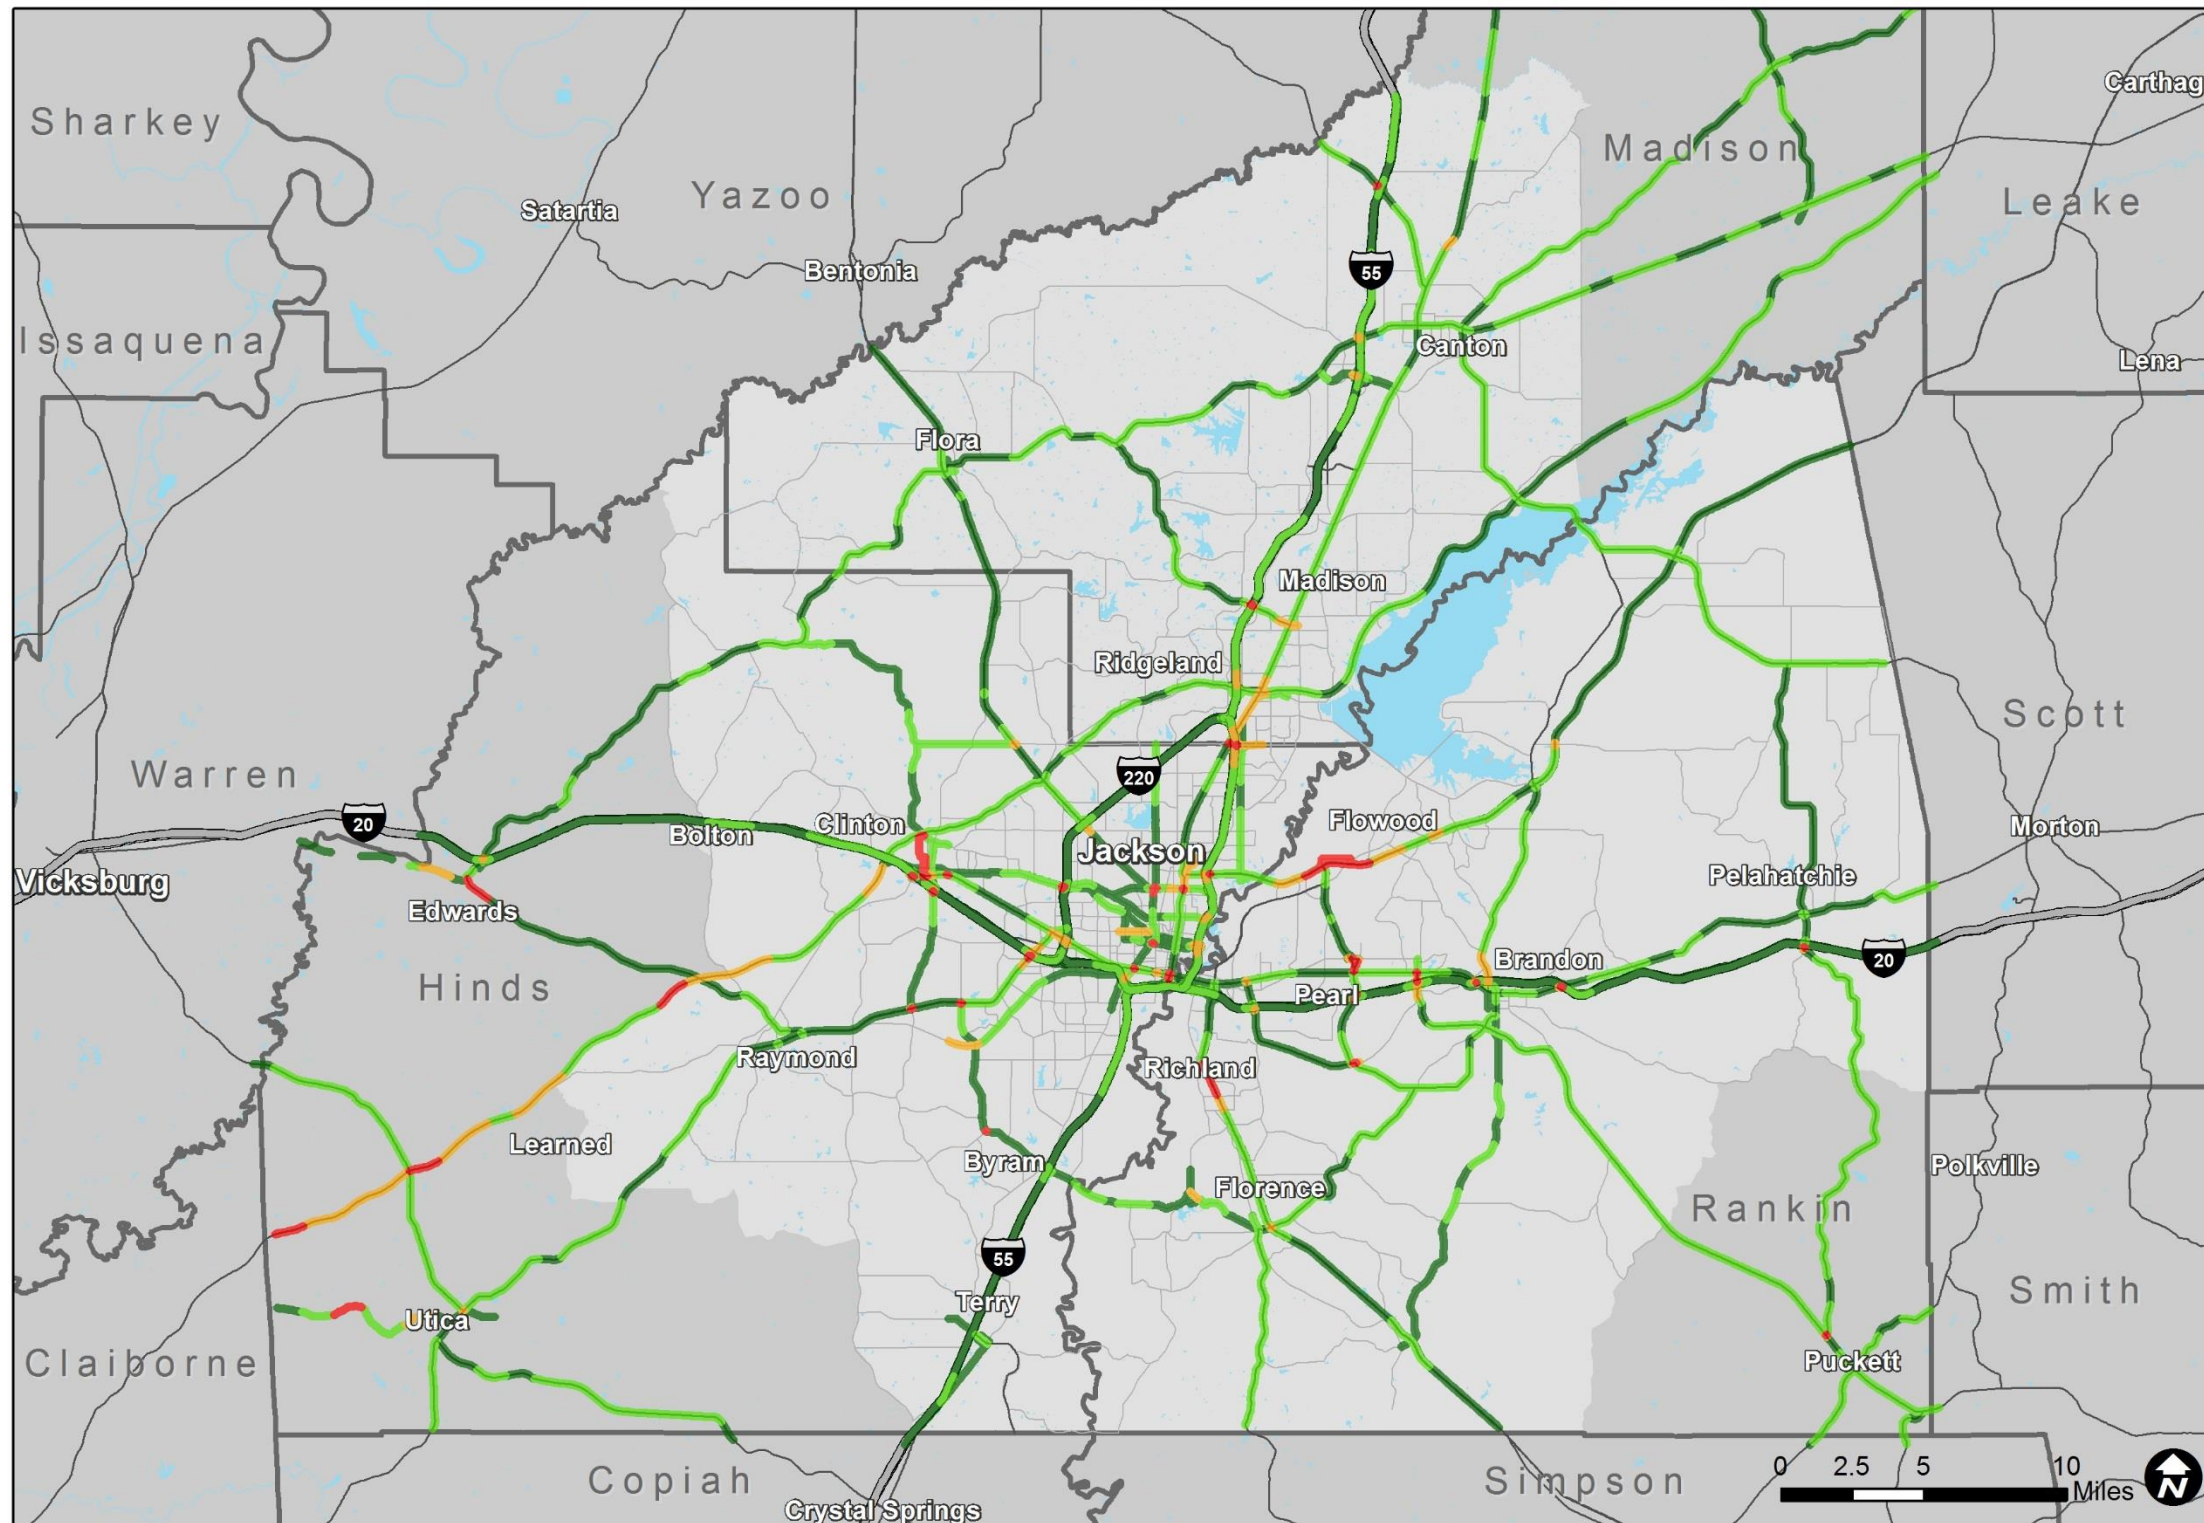 Carthag
Sharkey
Madison
Yazoo
Satartia
Leake
Bentonia
55
Issaquena
Canton
Lena
Flora
Madison
Ridgeland
Scott
Warren
220
20
Bolton
Clinton
Flowood
Morton
Jackson
Vicksburg
Pelahatchie
Edwards
Brandon
20
Hinds
Pearl
Raymond
Richland
Learned
Byram
Polkville
Florence
Rankin
55
Terry
Smith
Utica
Claiborne
Puckett
0 2.5 5 10
Miles
N
Copiah
Simpson
Crystal Springs